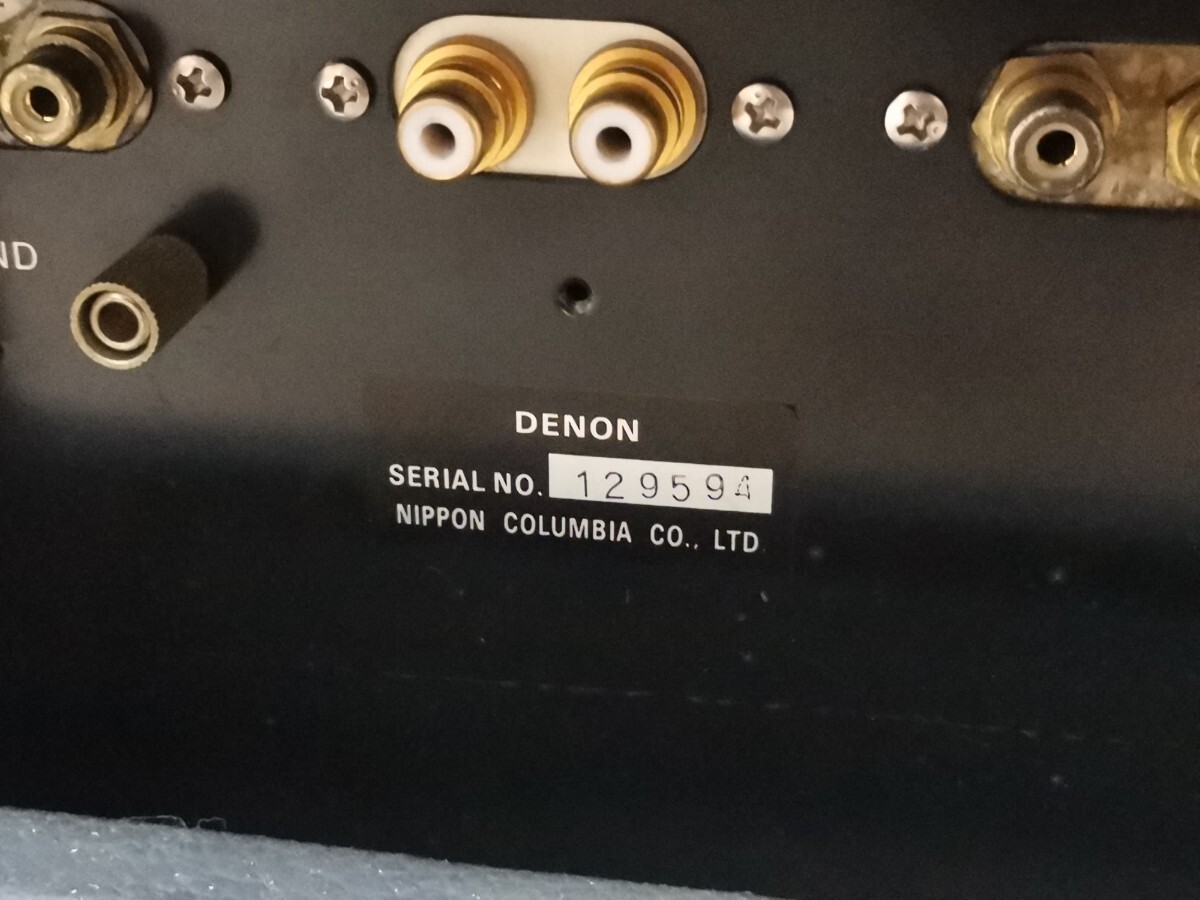 ND
DENON
SERIAL NO. 129594
NIPPON COLUMBIA CO., LTD